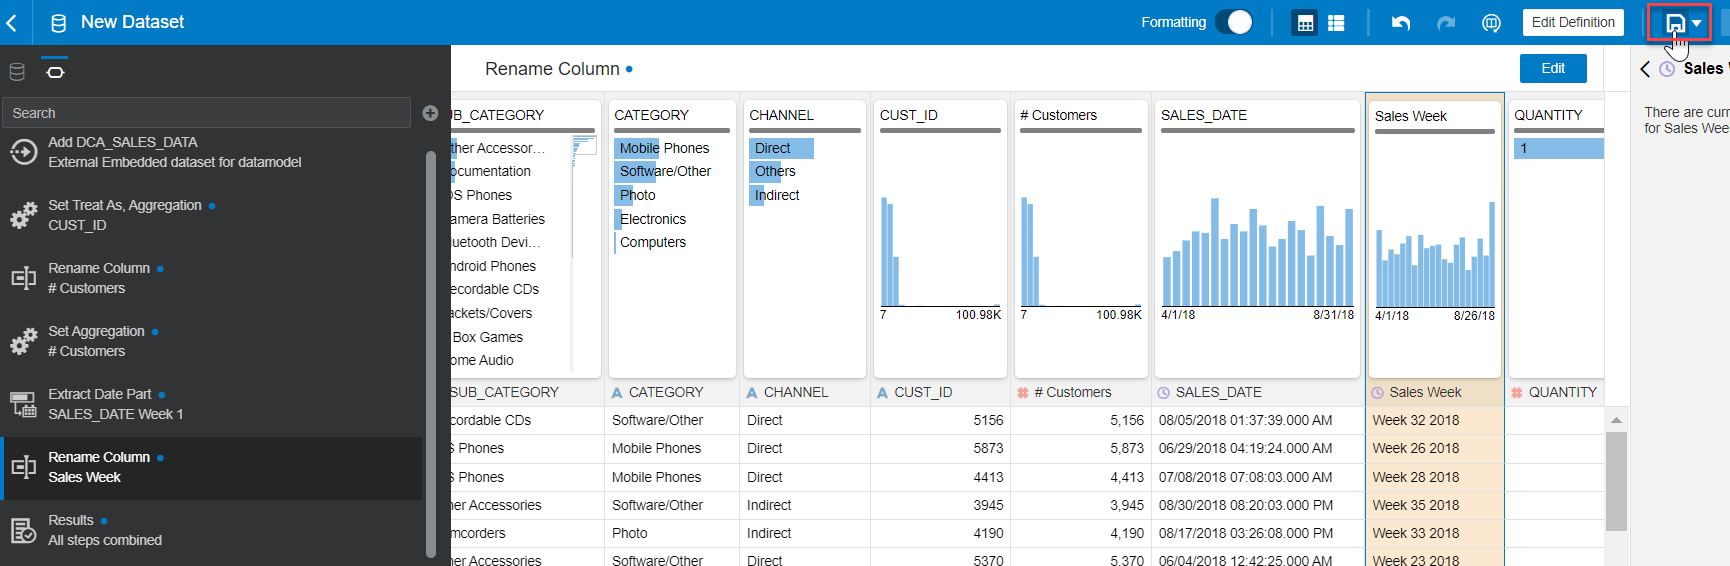 New Dataset
Formatting
Edit Definition
Search
Add DCA_SALES_DATA
External Embedded dataset for datamodel
Set Treat As, Aggregation
CUST_ID
Rename Column
# Customers
Set Aggregation
# Customers
Extract Date Part
SALES_DATE Week 1
Rename Column
Sales Week
Results
All steps combined
Rename Column
Edit
UB_CATEGORY
ther Accessor...
ocumentation
OS Phones
amera Batteries
luetooth Devi...
ndroid Phones
ecordable CDs
ackets/Covers
Box Games
ome Audio
CATEGORY
Mobile Phones
Software/Other
Photo
Electronics
Computers
CHANNEL
Direct
Others
Indirect
CUST_ID
7 100.98K
# Customers
7 100.98K
SALES_DATE
4/1/18 8/31/18
Sales Week
4/1/18 8/26/18
QUANTITY
1
SUB_CATEGORY A CATEGORY A CHANNEL A CUST_ID # # Customers SALES_DATE Sales Week # QUANTITY
cordable CDs Software/Other Direct 5156 5,156 08/05/2018 01:37:39.000 AM Week 32 2018
S Phones Mobile Phones Direct 5873 5,873 06/29/2018 04:19:24.000 AM Week 26 2018
S Phones Mobile Phones Direct 4413 4,413 07/08/2018 07:08:03.000 AM Week 28 2018
er Accessories Software/Other Indirect 3945 3,945 08/30/2018 08:20:03.000 PM Week 35 2018
mcorders Photo Indirect 4190 4,190 08/17/2018 03:26:08.000 PM Week 33 2018
er Accessories Software/Other Direct 5370 5,370 06/04/2018 12:42:25.000 AM Week 23 2018
Sales
There are curr
for Sales Wee